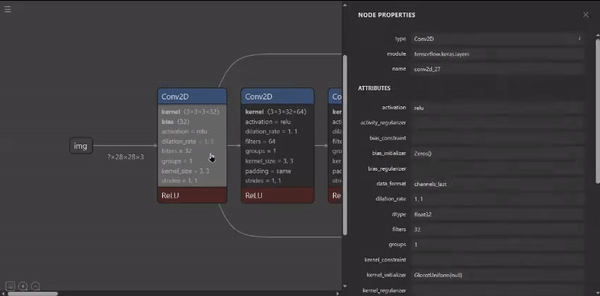 NODE PROPERTIES
type Conv2D
module tensorflow.keras.layers
name conv2d_27
ATTRIBUTES
activation relu
activity_regularizer
bias_constraint
bias_initializer Zeros()
bias_regularizer
data_format channels_last
dilation_rate 1, 1
dtype float32
filters 32
groups 1
kernel_constraint
kernel_initializer GlorotUniform(null)
kernel_regularizer
img
?×28×28×3
Conv2D
kernel ⟨3×3×3×32⟩
bias ⟨32⟩
activation = relu
dilation_rate = 1, 1
filters = 32
groups = 1
kernel_size = 3, 3
strides = 1, 1
ReLU
Conv2D
kernel ⟨3×3×32×64⟩
activation = relu
dilation_rate = 1, 1
filters = 64
groups = 1
kernel_size = 3, 3
padding = same
strides = 1, 1
ReLU